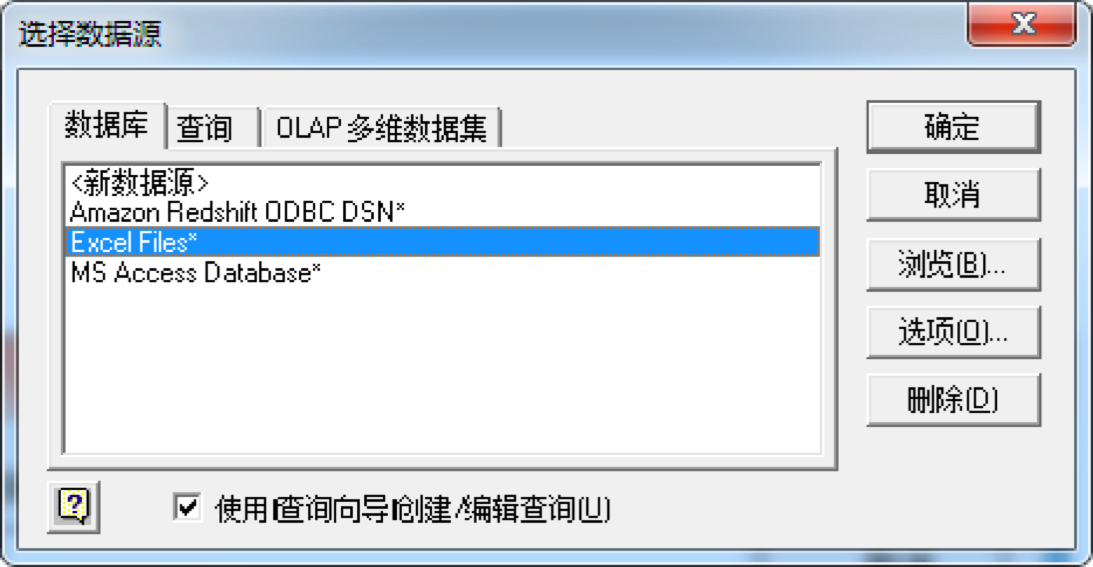 选择数据源
数据库 查询 OLAP 多维数据集
<新数据源>
Amazon Redshift ODBC DSN*
Excel Files*
MS Access Database*
确定
取消
浏览(B)...
选项(O)...
删除(D)
使用|查询向导|创建/编辑查询(U)